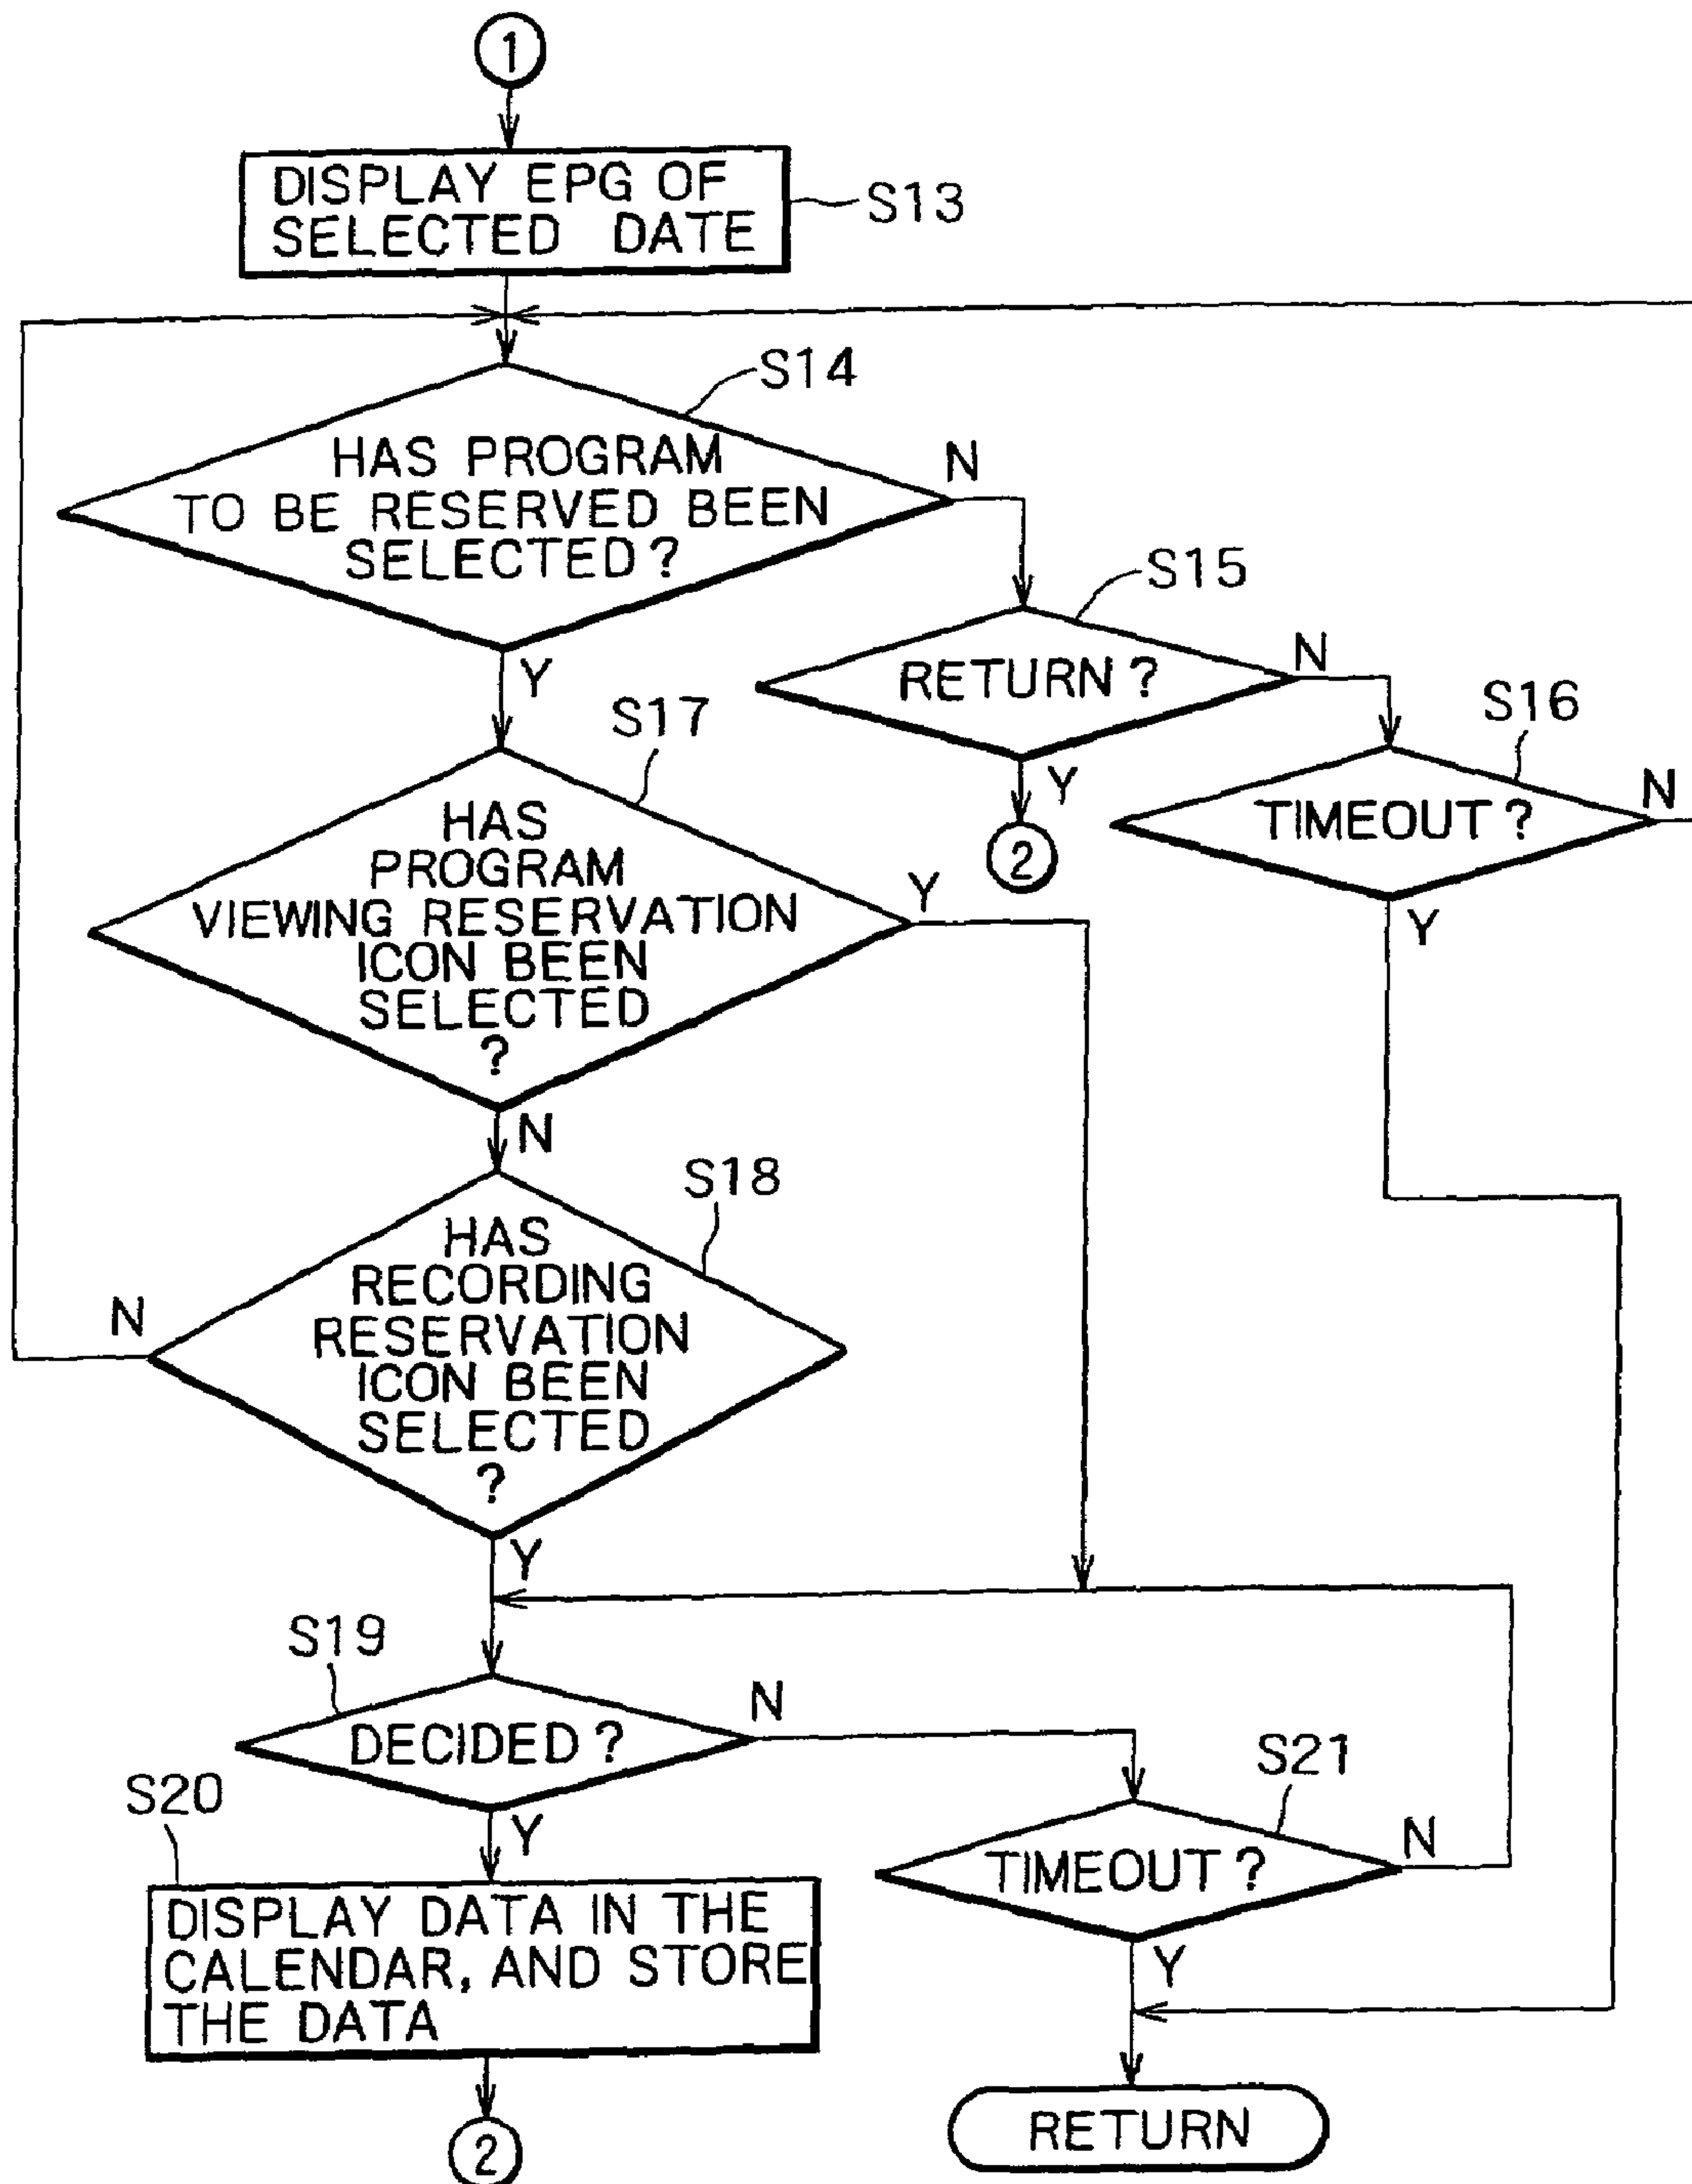 1
DISPLAY EPG OF
SELECTED DATE
S13
S14
HAS PROGRAM
TO BE RESERVED BEEN
SELECTED?
N
Y
S15
RETURN?
N
Y
2
S16
TIMEOUT?
N
Y
S17
HAS
PROGRAM
VIEWING RESERVATION
ICON BEEN
SELECTED
?
Y
N
S18
HAS
RECORDING
RESERVATION
ICON BEEN
SELECTED
?
N
Y
S19
DECIDED?
N
Y
S20
DISPLAY DATA IN THE
CALENDAR, AND STORE
THE DATA
2
S21
TIMEOUT?
N
Y
RETURN